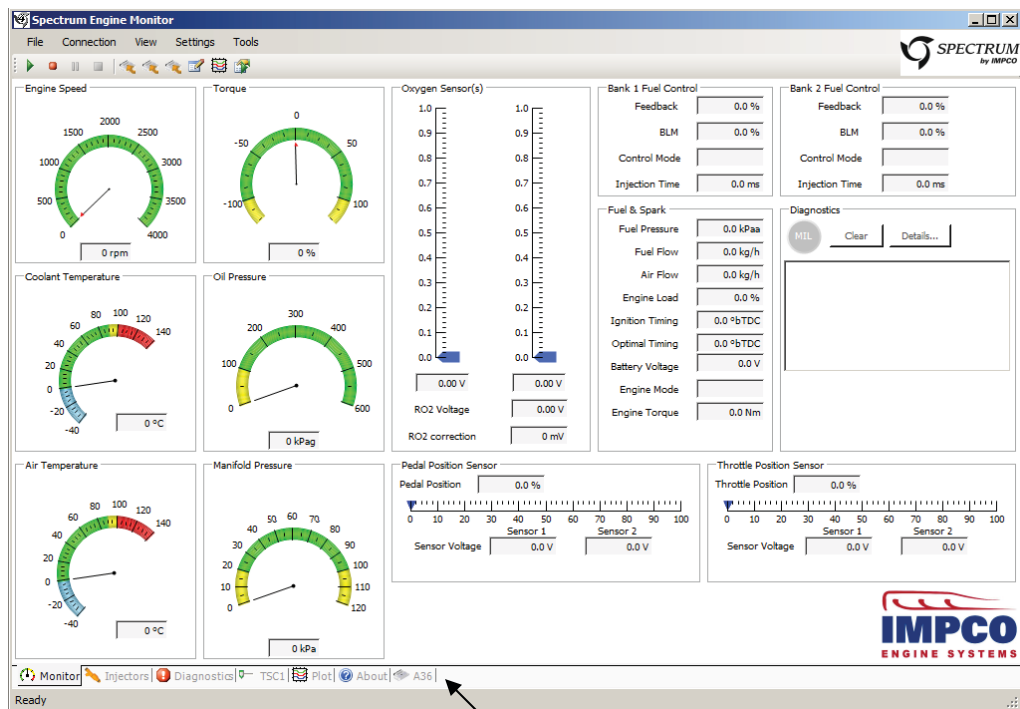 Spectrum Engine Monitor
File Connection View Settings Tools
SPECTRUM
by IMPCO
Engine Speed
0 500 1000 1500 2000 2500 3000 3500 4000
0 rpm
Torque
-100 -50 0 50 100
0 %
Oxygen Sensor(s)
1.0 1.0
0.9 0.9
0.8 0.8
0.7 0.7
0.6 0.6
0.5 0.5
0.4 0.4
0.3 0.3
0.2 0.2
0.1 0.1
0.0 0.0
0.00 V 0.00 V
RO2 Voltage 0.00 V
RO2 correction 0 mV
Bank 1 Fuel Control
Feedback 0.0 %
BLM 0.0 %
Control Mode
Injection Time 0.0 ms
Bank 2 Fuel Control
Feedback 0.0 %
BLM 0.0 %
Control Mode
Injection Time 0.0 ms
Fuel & Spark
Fuel Pressure 0.0 kPaa
Fuel Flow 0.0 kg/h
Air Flow 0.0 kg/h
Engine Load 0.0 %
Ignition Timing 0.0 ºbTDC
Optimal Timing 0.0 ºbTDC
Battery Voltage 0.0 V
Engine Mode
Engine Torque 0.0 Nm
Diagnostics
MIL Clear Details...
Coolant Temperature
-40 -20 0 20 40 60 80 100 120 140
0 ºC
Oil Pressure
0 100 200 300 400 500 600
0 kPag
Air Temperature
-40 -20 0 20 40 60 80 100 120 140
0 ºC
Manifold Pressure
0 10 20 30 40 50 60 70 80 90 100 110 120
0 kPa
Pedal Position Sensor
Pedal Position 0.0 %
0 10 20 30 40 50 60 70 80 90 100
Sensor 1 Sensor 2
Sensor Voltage 0.0 V 0.0 V
Throttle Position Sensor
Throttle Position 0.0 %
0 10 20 30 40 50 60 70 80 90 100
Sensor 1 Sensor 2
Sensor Voltage 0.0 V 0.0 V
IMPCO
ENGINE SYSTEMS
Monitor Injectors Diagnostics TSC1 Plot About A36
Ready